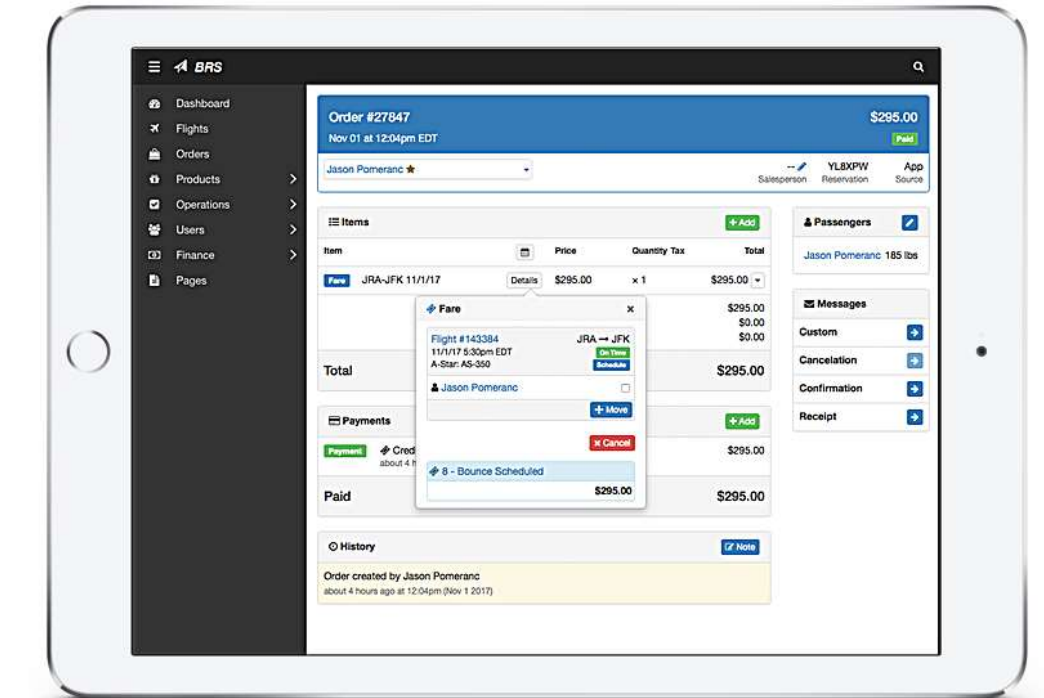 BRS
Dashboard
Flights
Orders
Products
Operations
Users
Finance
Pages
Order #27847 $295.00
Nov 01 at 12:04pm EDT Paid
Jason Pomeranc -- YL8XPW App
Salesperson Reservation Source
Items + Add
Item Price Quantity Tax Total
Fare JRA-JFK 11/1/17 Details $295.00 × 1 $295.00
$295.00
$0.00
$0.00
Total $295.00
Fare ×
Flight #143384 JRA → JFK
11/1/17 5:30pm EDT On Time
A-Star: AS-350 Schedule
Jason Pomeranc
+ Move
× Cancel
8 - Bounce Scheduled
$295.00
Payments + Add
Payment Cred $295.00
about 4 h
Paid $295.00
History Note
Order created by Jason Pomeranc
about 4 hours ago at 12:04pm (Nov 1 2017)
Passengers
Jason Pomeranc 185 lbs
Messages
Custom
Cancelation
Confirmation
Receipt